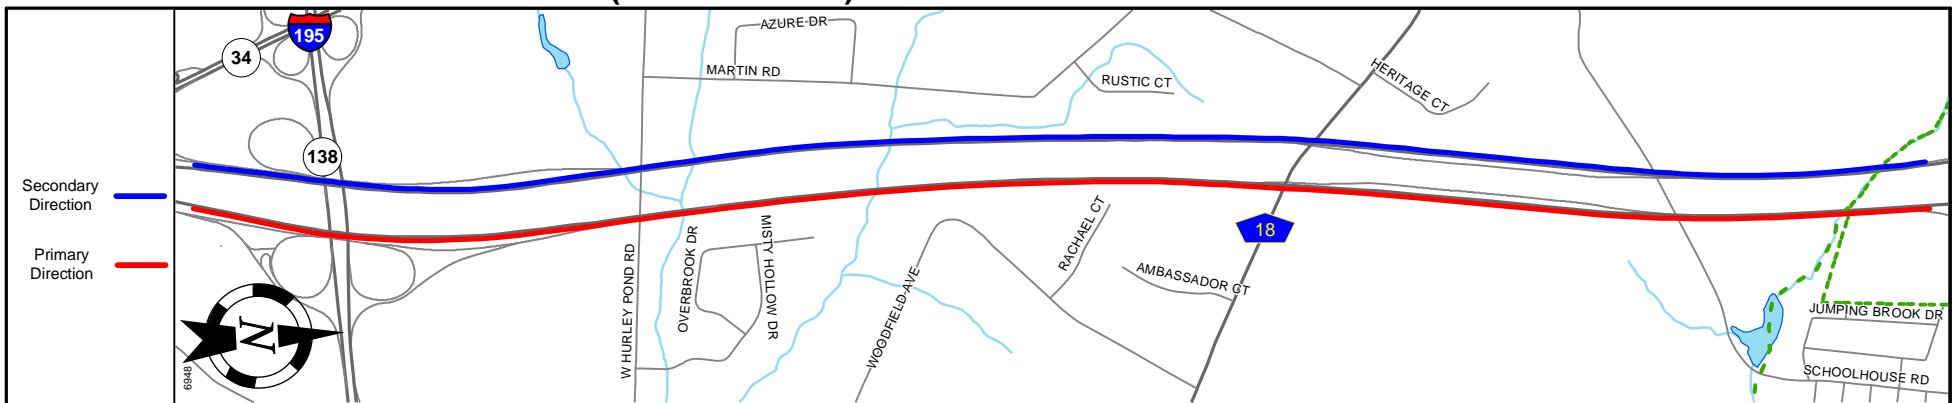 Secondary
Direction
Primary
Direction
34
195
138
AZURE DR
MARTIN RD
RUSTIC CT
HERITAGE CT
W HURLEY POND RD
OVERBROOK DR
MISTY HOLLOW DR
WOODFIELD AVE
RACHAEL CT
AMBASSADOR CT
18
JUMPING BROOK DR
SCHOOLHOUSE RD
N
6948